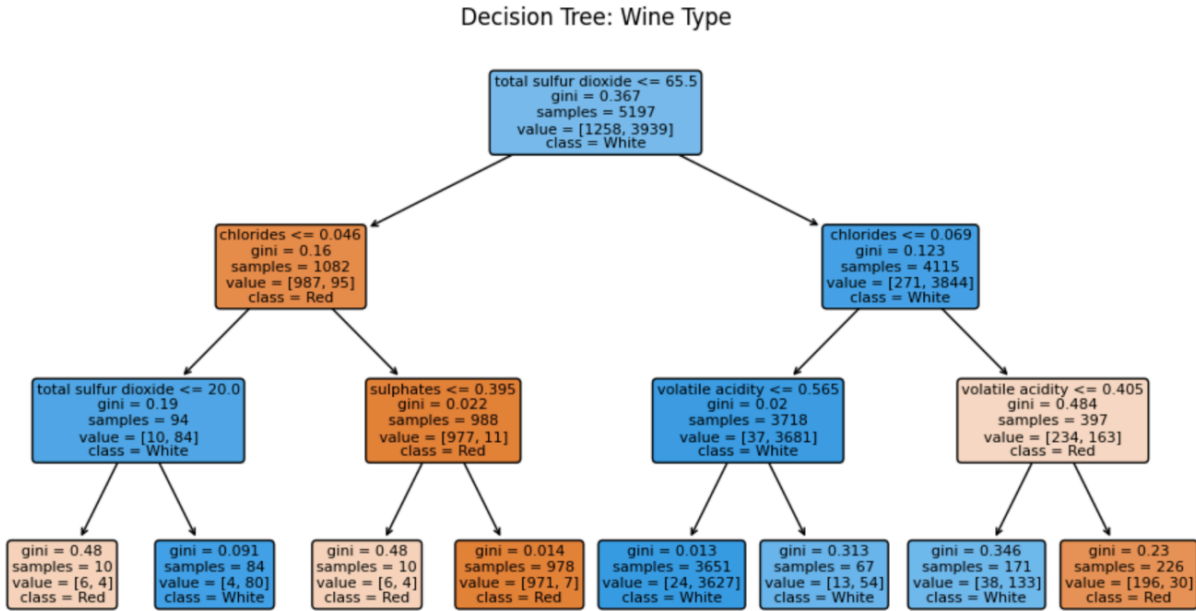 Decision Tree: Wine Type
total sulfur dioxide <= 65.5
gini = 0.367
samples = 5197
value = [1258, 3939]
class = White
chlorides <= 0.046
gini = 0.16
samples = 1082
value = [987, 95]
class = Red
chlorides <= 0.069
gini = 0.123
samples = 4115
value = [271, 3844]
class = White
total sulfur dioxide <= 20.0
gini = 0.19
samples = 94
value = [10, 84]
class = White
sulphates <= 0.395
gini = 0.022
samples = 988
value = [977, 11]
class = Red
volatile acidity <= 0.565
gini = 0.02
samples = 3718
value = [37, 3681]
class = White
volatile acidity <= 0.405
gini = 0.484
samples = 397
value = [234, 163]
class = Red
gini = 0.48
samples = 10
value = [6, 4]
class = Red
gini = 0.091
samples = 84
value = [4, 80]
class = White
gini = 0.48
samples = 10
value = [6, 4]
class = Red
gini = 0.014
samples = 978
value = [971, 7]
class = Red
gini = 0.013
samples = 3651
value = [24, 3627]
class = White
gini = 0.313
samples = 67
value = [13, 54]
class = White
gini = 0.346
samples = 171
value = [38, 133]
class = White
gini = 0.23
samples = 226
value = [196, 30]
class = Red